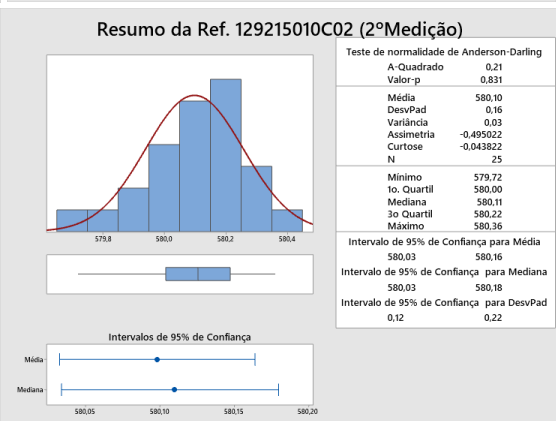 Resumo da Ref. 129215010C02 (2ºMedição)
Teste de normalidade de Anderson-Darling
A-Quadrado 0,21
Valor-p 0,831
Média 580,10
DesvPad 0,16
Variância 0,03
Assimetria -0,495022
Curtose -0,043822
N 25
Mínimo 579,72
1o. Quartil 580,00
Mediana 580,11
3o Quartil 580,22
Máximo 580,36
Intervalo de 95% de Confiança para Média
580,03 580,16
Intervalo de 95% de Confiança para Mediana
580,03 580,18
Intervalo de 95% de Confiança para DesvPad
0,12 0,22
579,8 580,0 580,2 580,4
Intervalos de 95% de Confiança
Média
Mediana
580,05 580,10 580,15 580,20